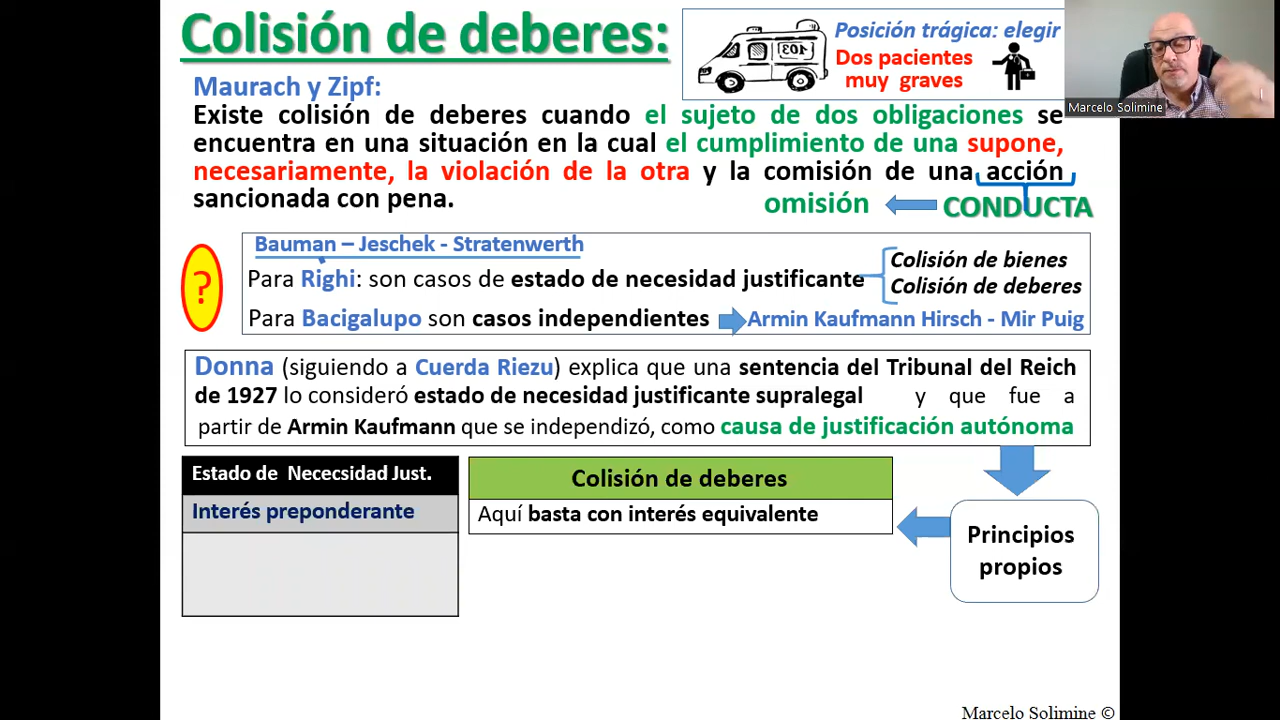 Colisión de deberes:
Posición trágica: elegir
Dos pacientes
muy graves
103
Marcelo Solimine
Maurach y Zipf:
Existe colisión de deberes cuando el sujeto de dos obligaciones se
encuentra en una situación en la cual el cumplimiento de una supone,
necesariamente, la violación de la otra y la comisión de una acción
sancionada con pena.
omisión CONDUCTA
?
Bauman – Jeschek - Stratenwerth
Para Righi: son casos de estado de necesidad justificante
Colisión de bienes
Colisión de deberes
Para Bacigalupo son casos independientes Armin Kaufmann Hirsch - Mir Puig
Donna (siguiendo a Cuerda Riezu) explica que una sentencia del Tribunal del Reich
de 1927 lo consideró estado de necesidad justificante supralegal y que fue a
partir de Armin Kaufmann que se independizó, como causa de justificación autónoma
Estado de Nececsidad Just.
Interés preponderante
Colisión de deberes
Aquí basta con interés equivalente
Principios
propios
Marcelo Solimine ©